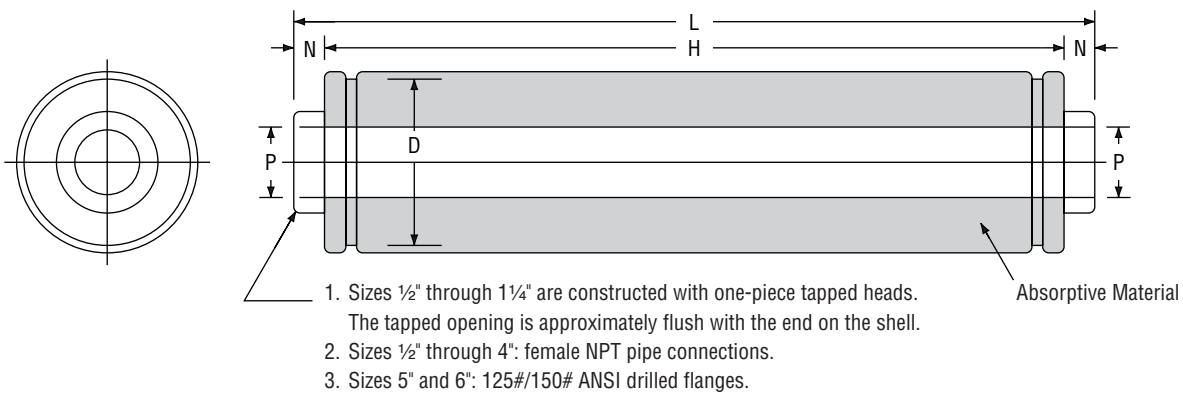 L
N
H
N
P
D
P
1. Sizes ½" through 1¼" are constructed with one-piece tapped heads.
The tapped opening is approximately flush with the end on the shell.
2. Sizes ½" through 4": female NPT pipe connections.
3. Sizes 5" and 6": 125#/150# ANSI drilled flanges.
Absorptive Material